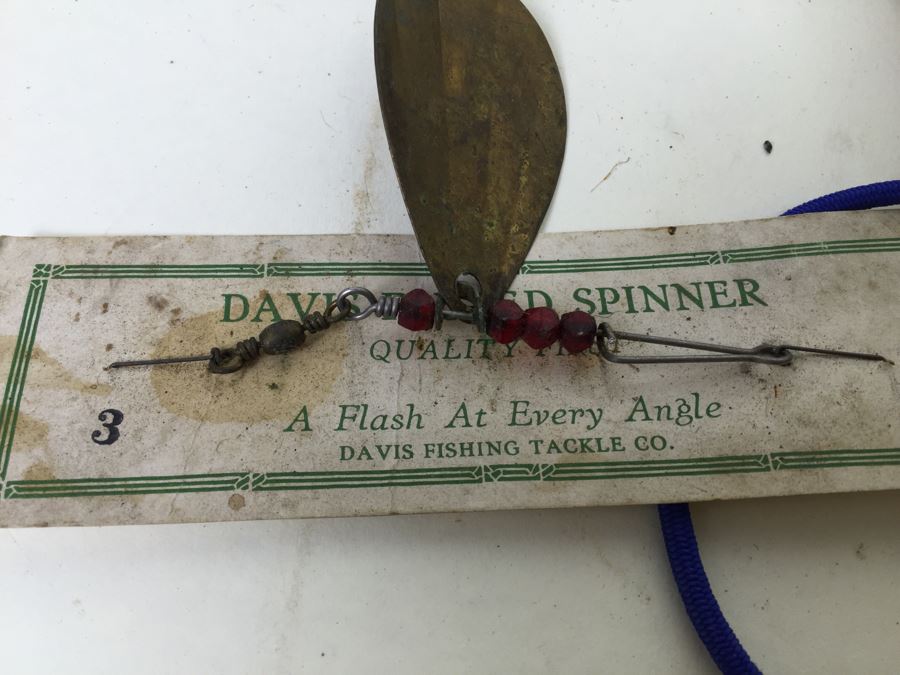 DAVIS SPINNER
QUALITY
3
A Flash At Every Angle
DAVIS FISHING TACKLE CO.